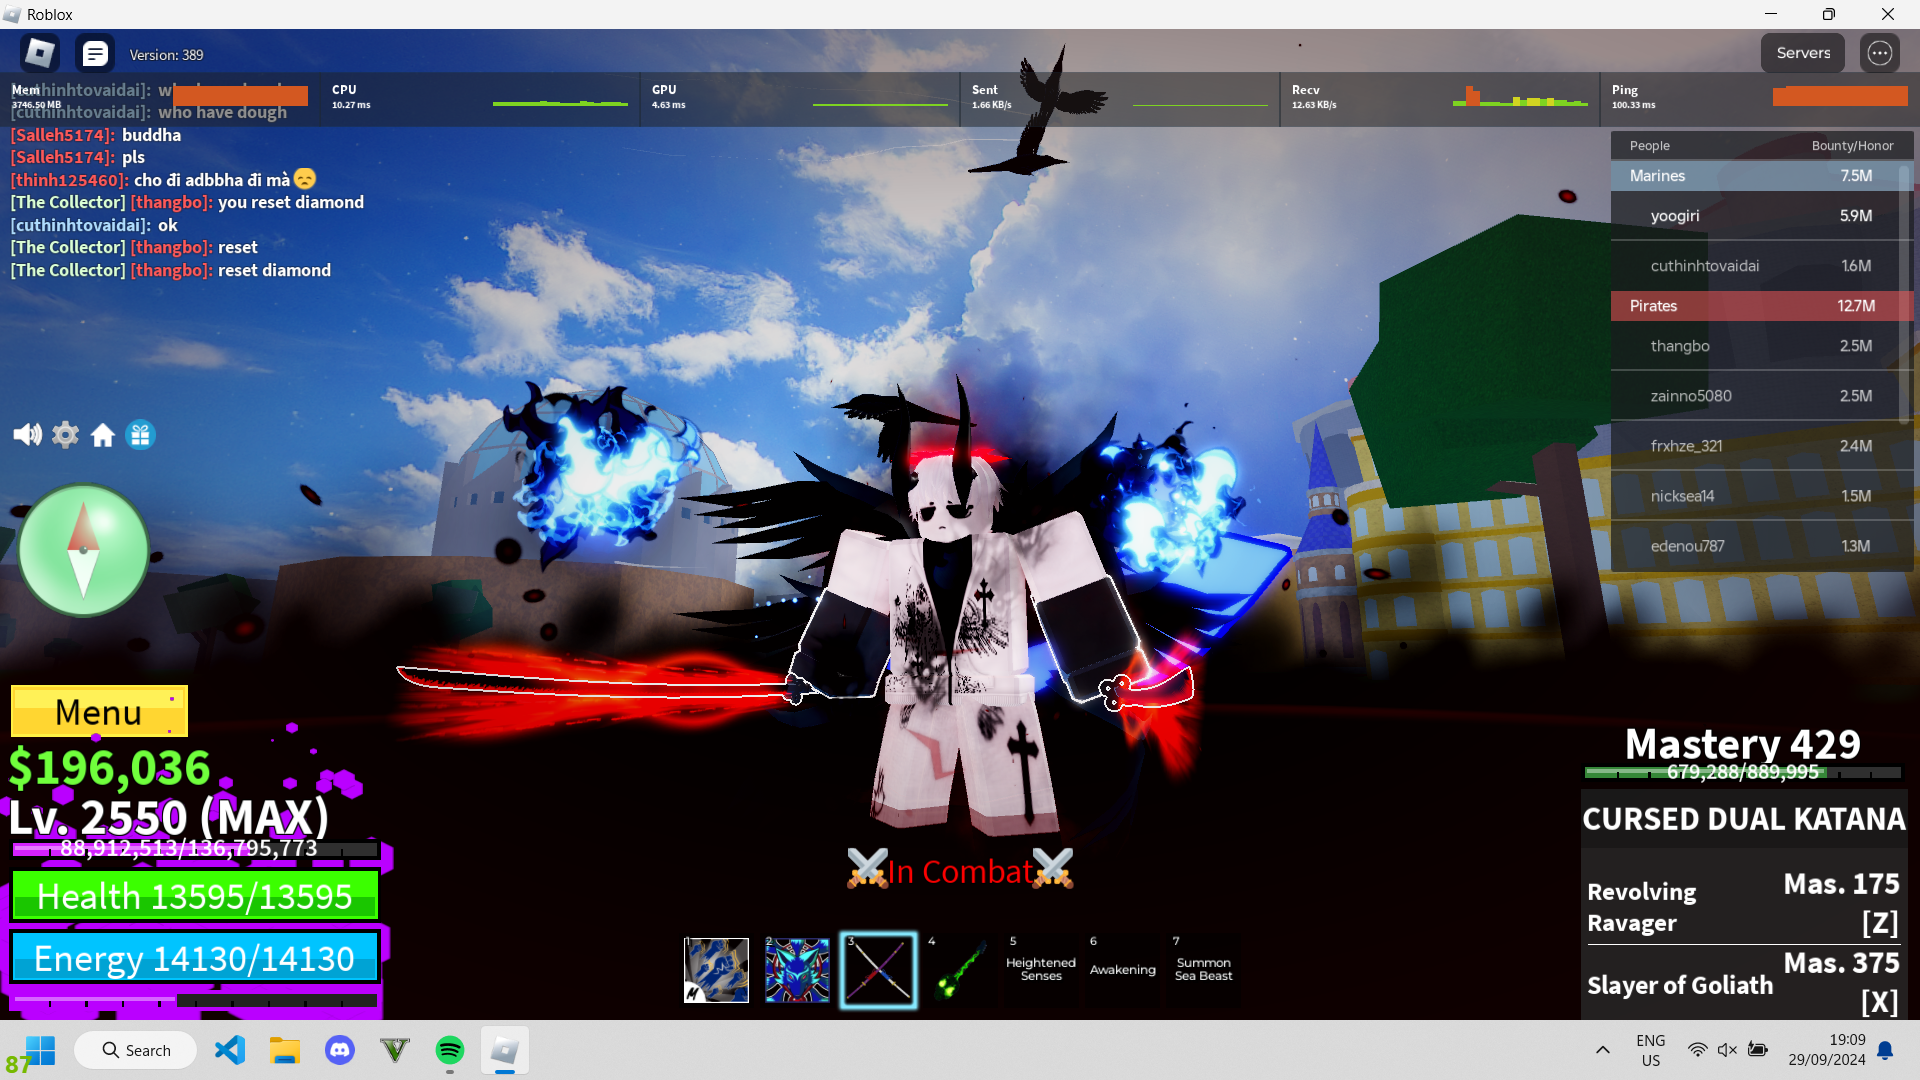 Roblox
Version: 389
Servers
Mem
3746.50 MB
CPU
10.27 ms
GPU
4.63 ms
Sent
1.66 KB/s
Recv
12.63 KB/s
Ping
100.33 ms
[cuthinhtovaidai]:
[cuthinhtovaidai]: who have dough
[Salleh5174]: buddha
[Salleh5174]: pls
[thinh125460]: cho đi adbbha đi mà😞
[The Collector] [thangbo]: you reset diamond
[cuthinhtovaidai]: ok
[The Collector] [thangbo]: reset
[The Collector] [thangbo]: reset diamond
People Bounty/Honor
Marines 7.5M
yoogiri 5.9M
cuthinhtovaidai 1.6M
Pirates 12.7M
thangbo 2.5M
zainno5080 2.5M
frxhze_321 2.4M
nicksea14 1.5M
edenou787 1.3M
Menu
$196,036
Lv. 2550 (MAX)
88,912,513/136,795,773
Health 13595/13595
Energy 14130/14130
⚔️In Combat⚔️
1
2
3
4
5
Heightened
Senses
6
Awakening
7
Summon
Sea Beast
Mastery 429
679,288/889,995
CURSED DUAL KATANA
Revolving
Ravager
Mas. 175
[Z]
Slayer of Goliath
Mas. 375
[X]
87
Search
ENG
US
19:09
29/09/2024